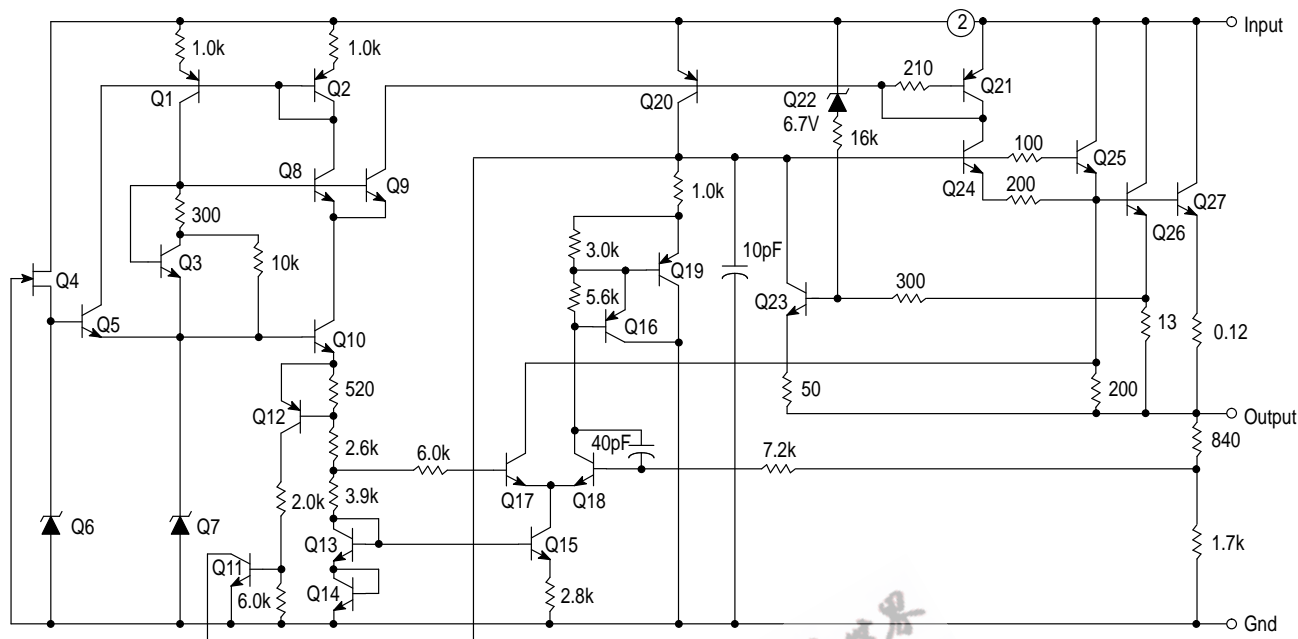 2
Input
1.0k
1.0k
210
Q1
Q2
Q20
Q22
6.7V
Q21
16k
100
Q25
Q8
Q9
Q24
200
1.0k
Q27
300
Q26
3.0k
Q3
10k
Q19
10pF
Q4
5.6k
300
Q23
Q5
Q16
13
0.12
Q10
520
50
200
Q12
Output
2.6k
40pF
840
6.0k
7.2k
Q17
Q18
2.0k
3.9k
Q6
Q7
Q13
Q15
1.7k
Q11
6.0k
Q14
2.8k
Gnd